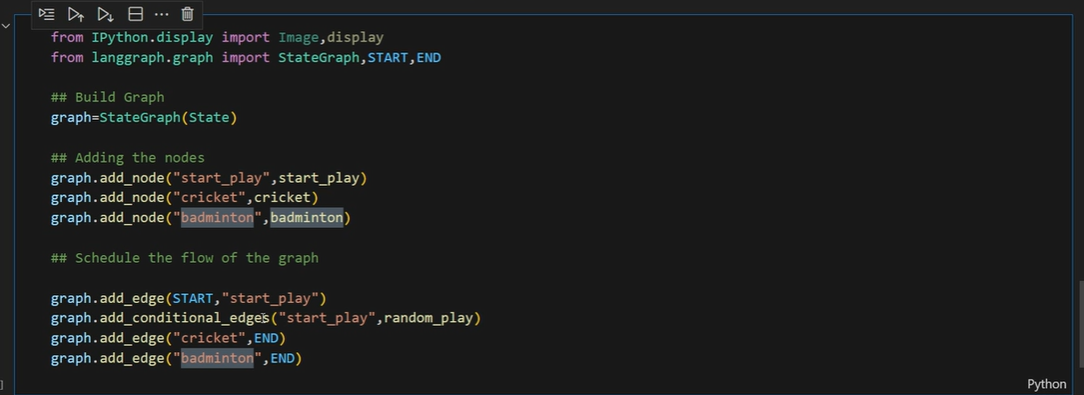 from IPython.display import Image,display
from langgraph.graph import StateGraph,START,END
## Build Graph
graph=StateGraph(State)
## Adding the nodes
graph.add_node("start_play",start_play)
graph.add_node("cricket",cricket)
graph.add_node("badminton",badminton)
## Schedule the flow of the graph
graph.add_edge(START,"start_play")
graph.add_conditional_edges("start_play",random_play)
graph.add_edge("cricket",END)
graph.add_edge("badminton",END)
]
Python